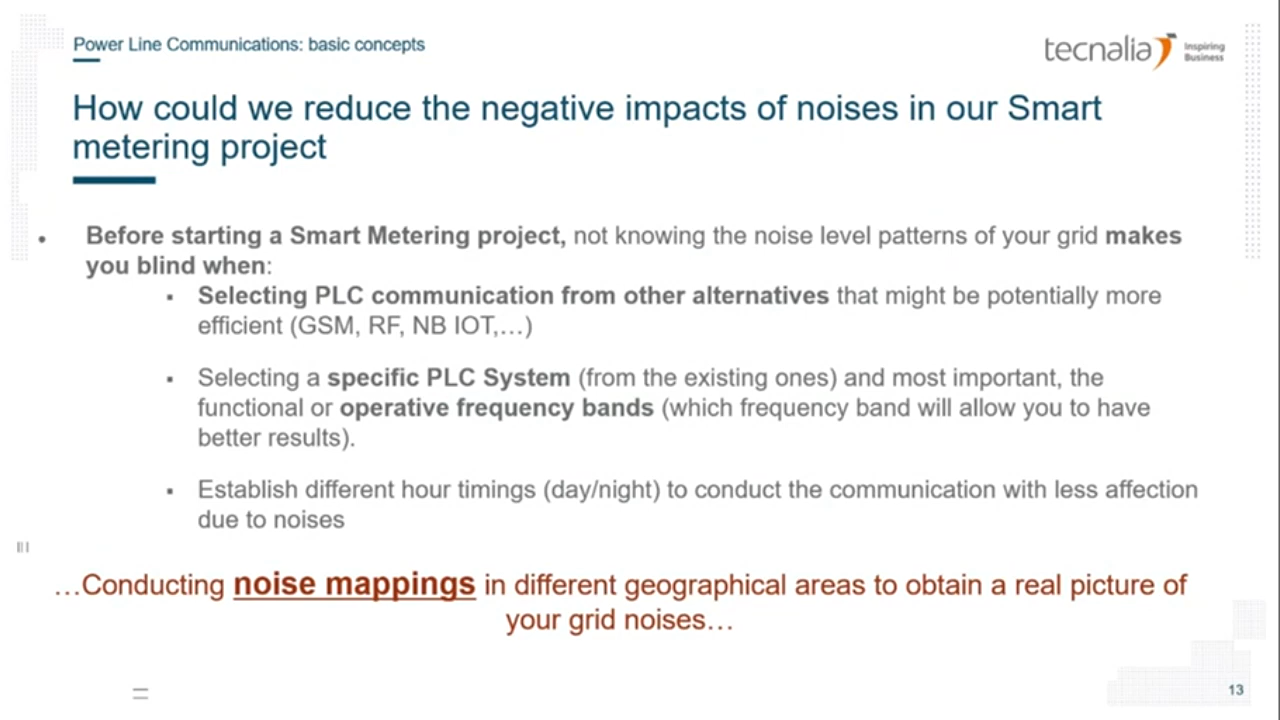 Power Line Communications: basic concepts
tecnalia Inspiring Business
How could we reduce the negative impacts of noises in our Smart
metering project
• Before starting a Smart Metering project, not knowing the noise level patterns of your grid makes
you blind when:
▪ Selecting PLC communication from other alternatives that might be potentially more
efficient (GSM, RF, NB IOT,…)
▪ Selecting a specific PLC System (from the existing ones) and most important, the
functional or operative frequency bands (which frequency band will allow you to have
better results).
▪ Establish different hour timings (day/night) to conduct the communication with less affection
due to noises
…Conducting noise mappings in different geographical areas to obtain a real picture of
your grid noises…
13